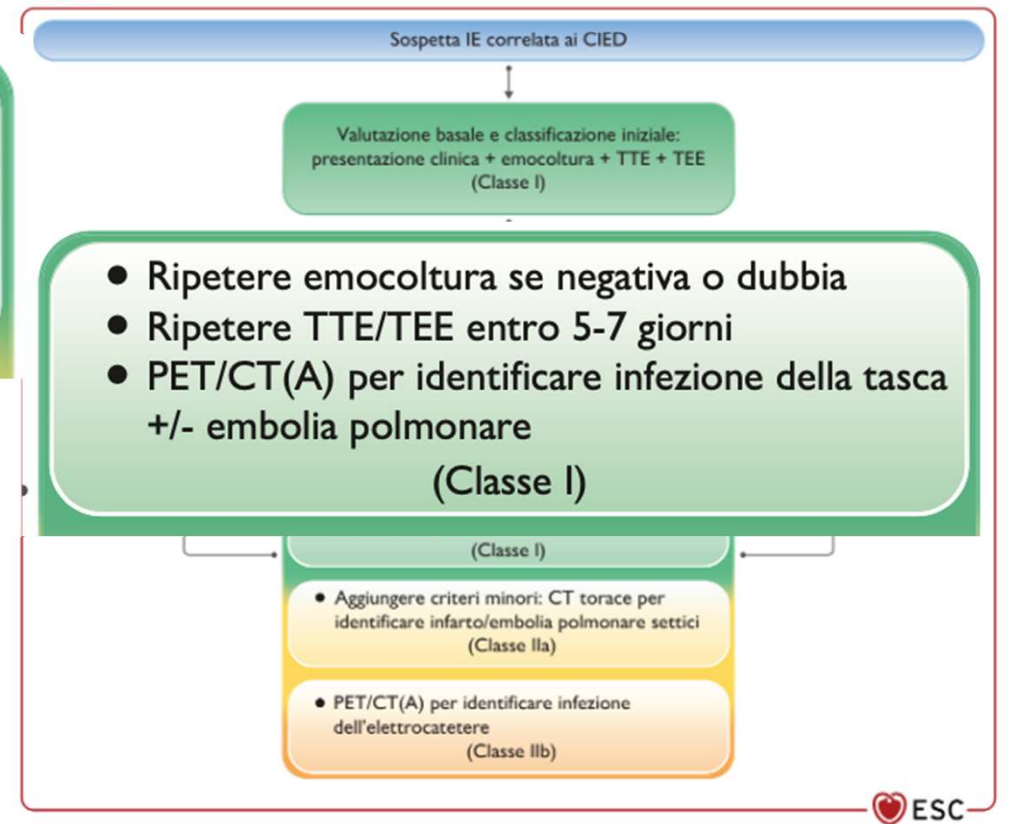 Sospetta IE correlata ai CIED
Valutazione basale e classificazione iniziale:
presentazione clinica + emocoltura + TTE + TEE
(Classe I)
● Ripetere emocoltura se negativa o dubbia
● Ripetere TTE/TEE entro 5-7 giorni
● PET/CT(A) per identificare infezione della tasca
+/- embolia polmonare
(Classe I)
(Classe I)
● Aggiungere criteri minori: CT torace per
identificare infarto/embolia polmonare settici
(Classe IIa)
● PET/CT(A) per identificare infezione
dell'elettrocatetere
(Classe IIb)
ESC